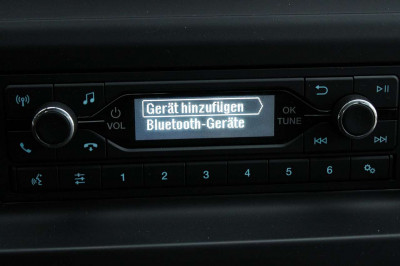 Gerät hinzufügen
Bluetooth-Geräte
VOL
OK
TUNE
1 2 3 4 5 6